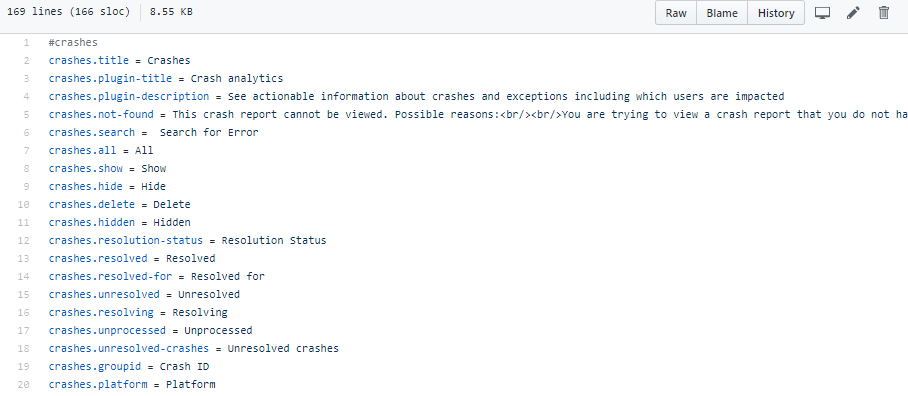 169 lines (166 sloc) 8.55 KB Raw Blame History
1 #crashes
2 crashes.title = Crashes
3 crashes.plugin-title = Crash analytics
4 crashes.plugin-description = See actionable information about crashes and exceptions including which users are impacted
5 crashes.not-found = This crash report cannot be viewed. Possible reasons:<br/><br/>You are trying to view a crash report that you do not ha
6 crashes.search =  Search for Error
7 crashes.all = All
8 crashes.show = Show
9 crashes.hide = Hide
10 crashes.delete = Delete
11 crashes.hidden = Hidden
12 crashes.resolution-status = Resolution Status
13 crashes.resolved = Resolved
14 crashes.resolved-for = Resolved for
15 crashes.unresolved = Unresolved
16 crashes.resolving = Resolving
17 crashes.unprocessed = Unprocessed
18 crashes.unresolved-crashes = Unresolved crashes
19 crashes.groupid = Crash ID
20 crashes.platform = Platform